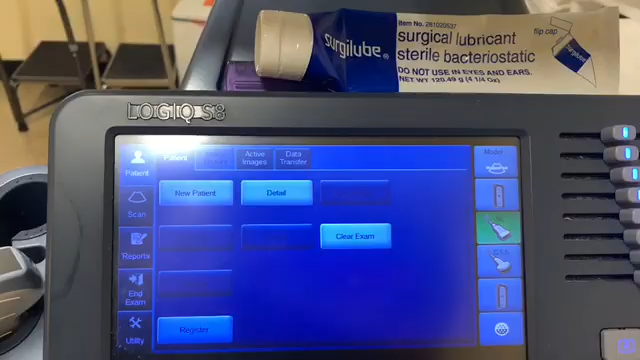 Item No. 281020537
surgical lubricant
sterile bacteriostatic
DO NOT USE IN EYES AND EARS.
NET WT 120.49 g (4 1/4 Oz)
surgilube®
flip cap
surgilube
LOGIQ S8
Patient
Active
Images
Data
Transfer
Model
Patient
New Patient
Detail
Scan
Reports
Clear Exam
End
Exam
Register
Utility